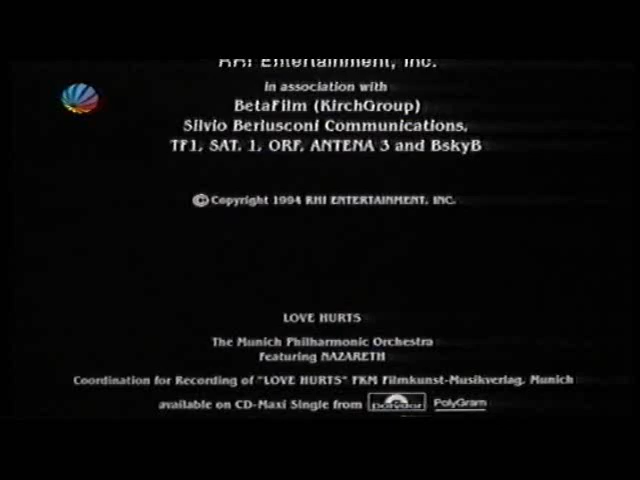 RHI Entertainment, Inc.
in association with
BetaFilm (KirchGroup)
Silvio Berlusconi Communications,
TF1, SAT. 1, ORF, ANTENA 3 and BskyB
© Copyright 1994 RHI ENTERTAINMENT, INC.
LOVE HURTS
The Munich Philharmonic Orchestra
Featuring NAZARETH
Coordination for Recording of "LOVE HURTS" FKM Filmkunst-Musikverlag, Munich
available on CD-Maxi Single from polydor PolyGram